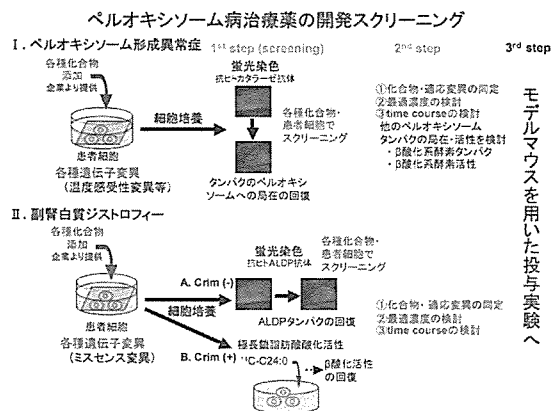 ペルオキシソーム病治療薬の開発スクリーニング
Ⅰ. ペルオキシソーム形成異常症
1st step (screening)
2nd step
3rd step
各種化合物
添加
企業より提供
細胞培養
患者細胞
各種遺伝子変異
(温度感受性変異等)
蛍光染色
抗ヒトカタラーゼ抗体
各種化合物・
患者細胞で
スクリーニング
タンパクのペルオキシ
ソームへの局在の回復
①化合物・適応変異の同定
②最適濃度の検討
③time courseの検討
他のペルオキシソーム
タンパクの局在・活性を検討
・β酸化系酵素タンパク
・β酸化系酵素活性
モデルマウスを用いた投与実験へ
Ⅱ. 副腎白質ジストロフィー
各種化合物
添加
企業より提供
患者細胞
各種遺伝子変異
(ミスセンス変異)
A. Crim (-)
細胞培養
B. Crim (+)
蛍光染色
抗ヒトALDP抗体
各種化合物・
患者細胞で
スクリーニング
ALDPタンパクの回復
極長鎖脂肪酸酸化活性
C-C24:0
β酸化活性
の回復
①化合物・適応変異の同定
②最適濃度の検討
③time courseの検討